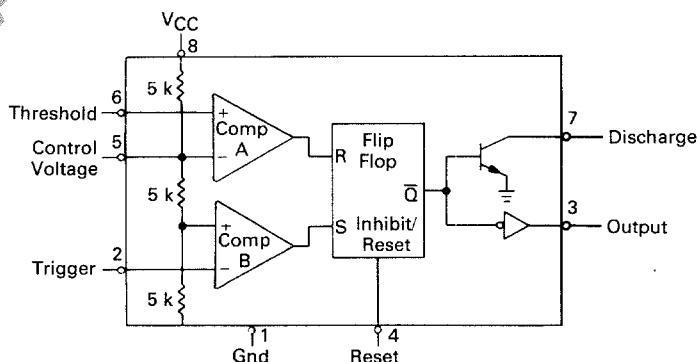 VCC
8
5 k
6
Threshold
+
Comp
A
−
7
Discharge
Flip
Flop
R
5
Control
Voltage
5 k
Q̅
+
Comp
B
−
S
Inhibit/
Reset
3
Output
2
Trigger
5 k
1
Gnd
4
Reset